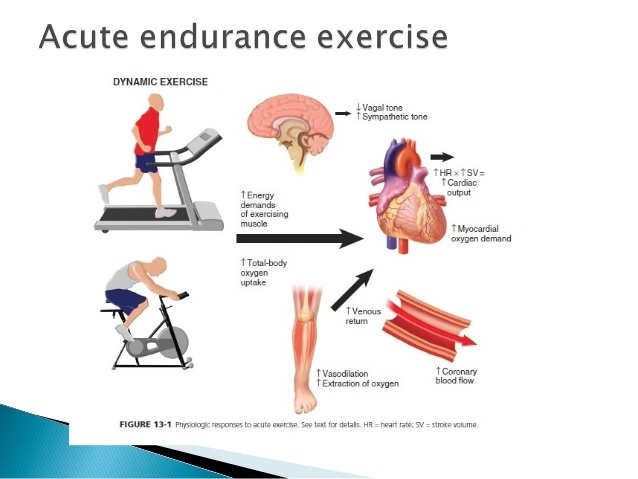 Acute endurance exercise
DYNAMIC EXERCISE
↓ Vagal tone
↑ Sympathetic tone
↑ HR × ↑ SV =
↑ Cardiac
output
↑ Energy
demands
of exercising
muscle
↑ Myocardial
oxygen demand
↑ Total-body
oxygen
uptake
↑ Venous
return
↑ Vasodilation
↑ Extraction of oxygen
↑ Coronary
blood flow
FIGURE 13-1 Physiologic responses to acute exercise. See text for details. HR = heart rate; SV = stroke volume.